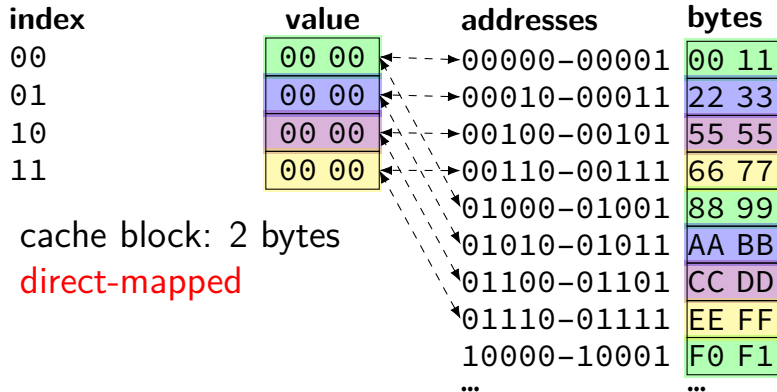 index value addresses bytes
00 00 00 00000–00001 00 11
01 00 00 00010–00011 22 33
10 00 00 00100–00101 55 55
11 00 00 00110–00111 66 77
01000–01001 88 99
cache block: 2 bytes 01010–01011 AA BB
direct-mapped 01100–01101 CC DD
01110–01111 EE FF
10000–10001 F0 F1
... ...